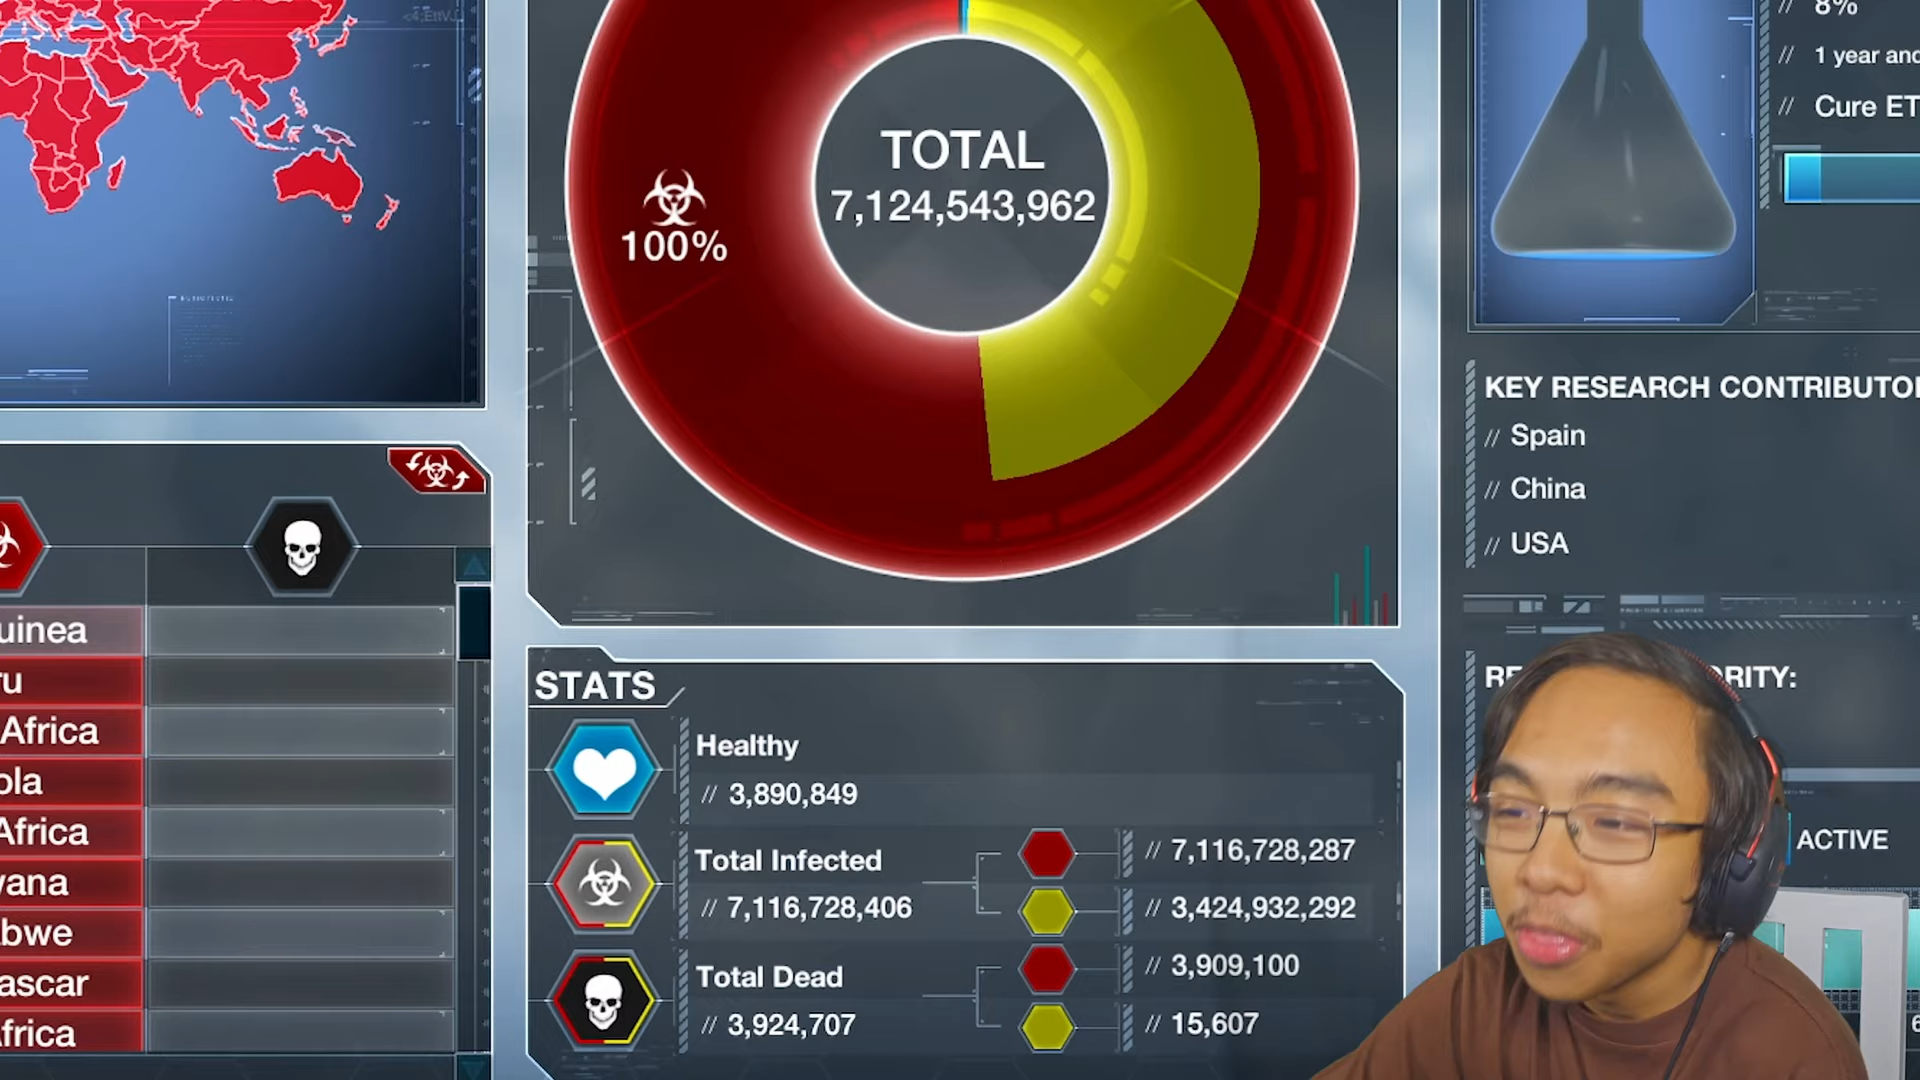 8%
1 year and
Cure ET
TOTAL
7,124,543,962
100%
KEY RESEARCH CONTRIBUTO
// Spain
// China
// USA
uinea
ru
Africa
ola
Africa
vana
bwe
ascar
frica
STATS
Healthy
// 3,890,849
Total Infected
// 7,116,728,406
// 7,116,728,287
// 3,424,932,292
Total Dead
// 3,924,707
// 3,909,100
// 15,607
RITY:
ACTIVE